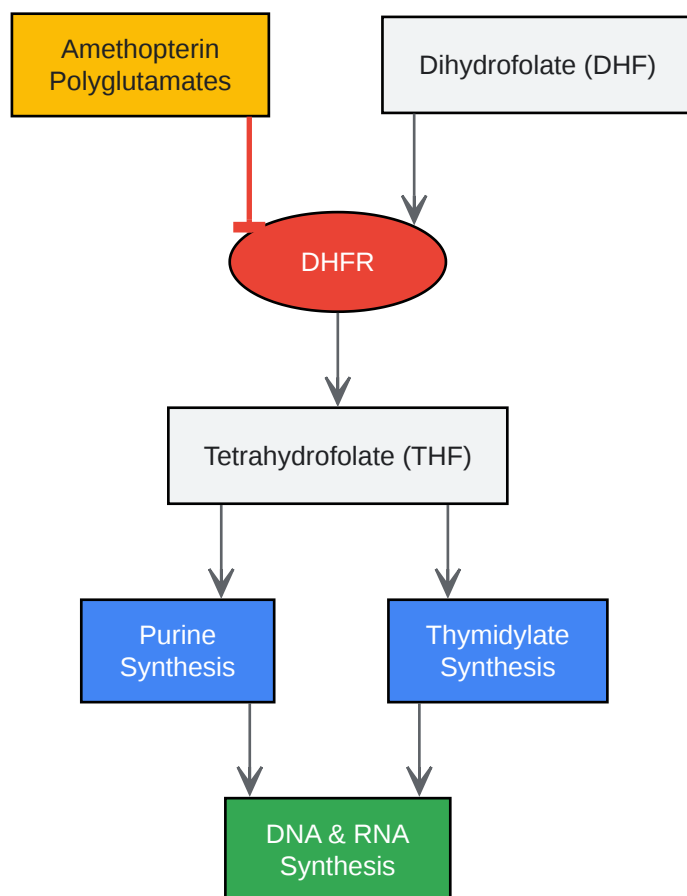 Amethopterin
Polyglutamates
Dihydrofolate (DHF)
DHFR
Tetrahydrofolate (THF)
Purine
Synthesis
Thymidylate
Synthesis
DNA & RNA
Synthesis